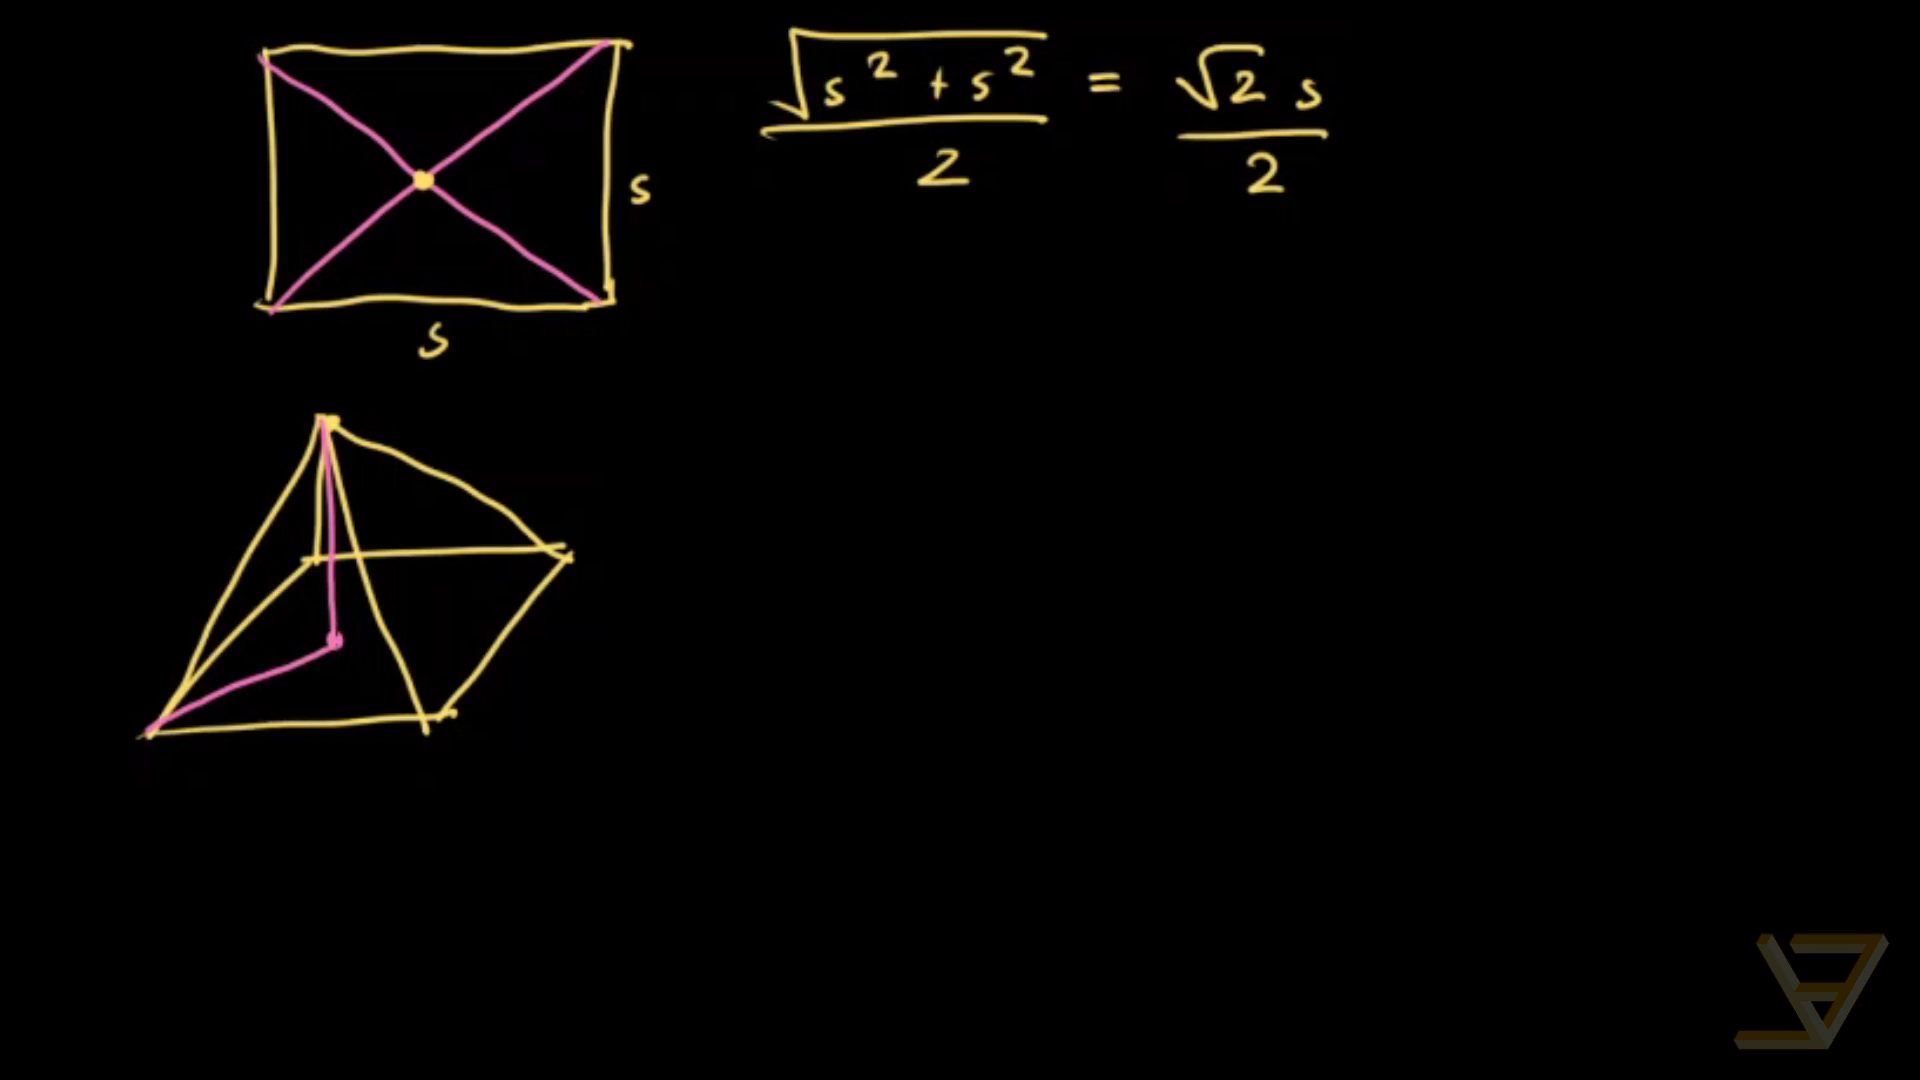 √(s² + s²) / 2 = √2 s / 2
s
s